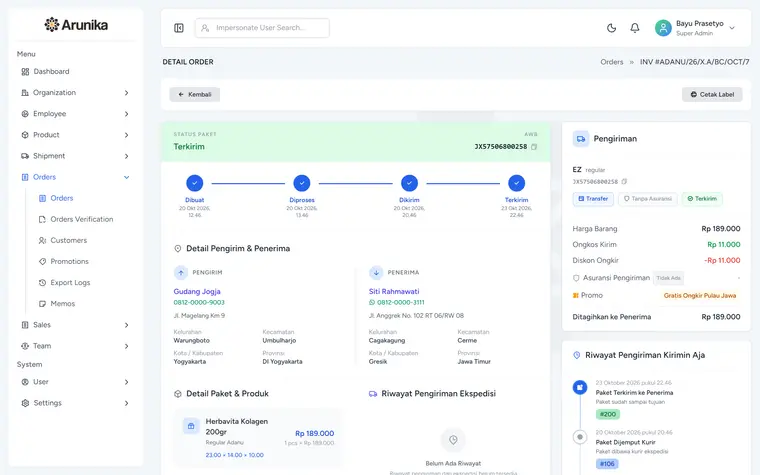 Arunika
Impersonate User Search...
Bayu Prasetyo
Super Admin
Menu
Dashboard
Organization
Employee
Product
Shipment
Orders
Orders
Orders Verification
Customers
Promotions
Export Logs
Memos
Sales
Team
System
User
Settings
DETAIL ORDER
Orders » INV #ADANU/26/X.A/BC/OCT/7
Kembali
Cetak Label
STATUS PAKET
Terkirim
AWB
JX57506800258
Dibuat
20 Okt 2026, 12.46
Diproses
20 Okt 2026, 13.46
Dikirim
20 Okt 2026, 20.46
Terkirim
23 Okt 2026, 22.46
Detail Pengirim & Penerima
PENGIRIM
Gudang Jogja
0812-0000-9003
Jl. Magelang Km 9
Kelurahan
Warungboto
Kecamatan
Umbulharjo
Kota / Kabupaten
Yogyakarta
Provinsi
DI Yogyakarta
PENERIMA
Siti Rahmawati
0812-0000-3111
Jl. Anggrek No. 102 RT 06/RW 08
Kelurahan
Cagakagung
Kecamatan
Cerme
Kota / Kabupaten
Gresik
Provinsi
Jawa Timur
Detail Paket & Produk
Herbavita Kolagen 200gr
Regular Adanu
23.00 × 14.00 × 10.00
Rp 189.000
1 pcs × Rp 189.000
Riwayat Pengiriman Ekspedisi
Belum Ada Riwayat
Riwayat pengiriman dari ekspedisi belum tersedia
Pengiriman
EZ regular
JX57506800258
Transfer
Tanpa Asuransi
Terkirim
Harga Barang Rp 189.000
Ongkos Kirim Rp 11.000
Diskon Ongkir -Rp 11.000
Asuransi Pengiriman Tidak Ada -
Promo Gratis Ongkir Pulau Jawa
Ditagihkan ke Penerima Rp 189.000
Riwayat Pengiriman Kirimin Aja
23 Oktober 2026 pukul 22.46
Paket Terkirim ke Penerima
Paket sudah sampai tujuan
#200
20 Oktober 2026 pukul 20.46
Paket Dijemput Kurir
Paket dibawa kurir ekspedisi
#106